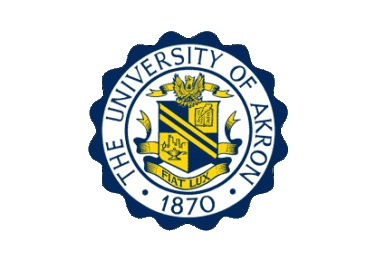 • THE UNIVERSITY OF AKRON •
1870
FIAT LUX